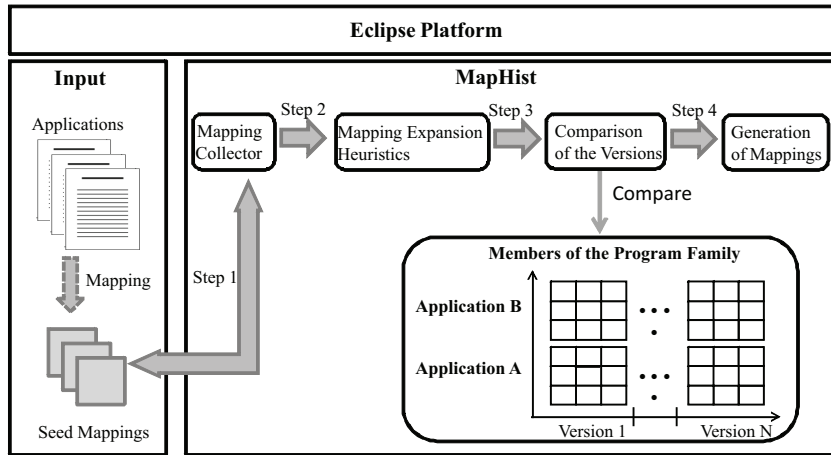 Eclipse Platform
Input
Applications
Mapping
Seed Mappings
MapHist
Step 1
Mapping
Collector
Step 2
Mapping Expansion
Heuristics
Step 3
Comparison
of the Versions
Step 4
Generation
of Mappings
Compare
Members of the Program Family
Application B
Application A
Version 1
Version N